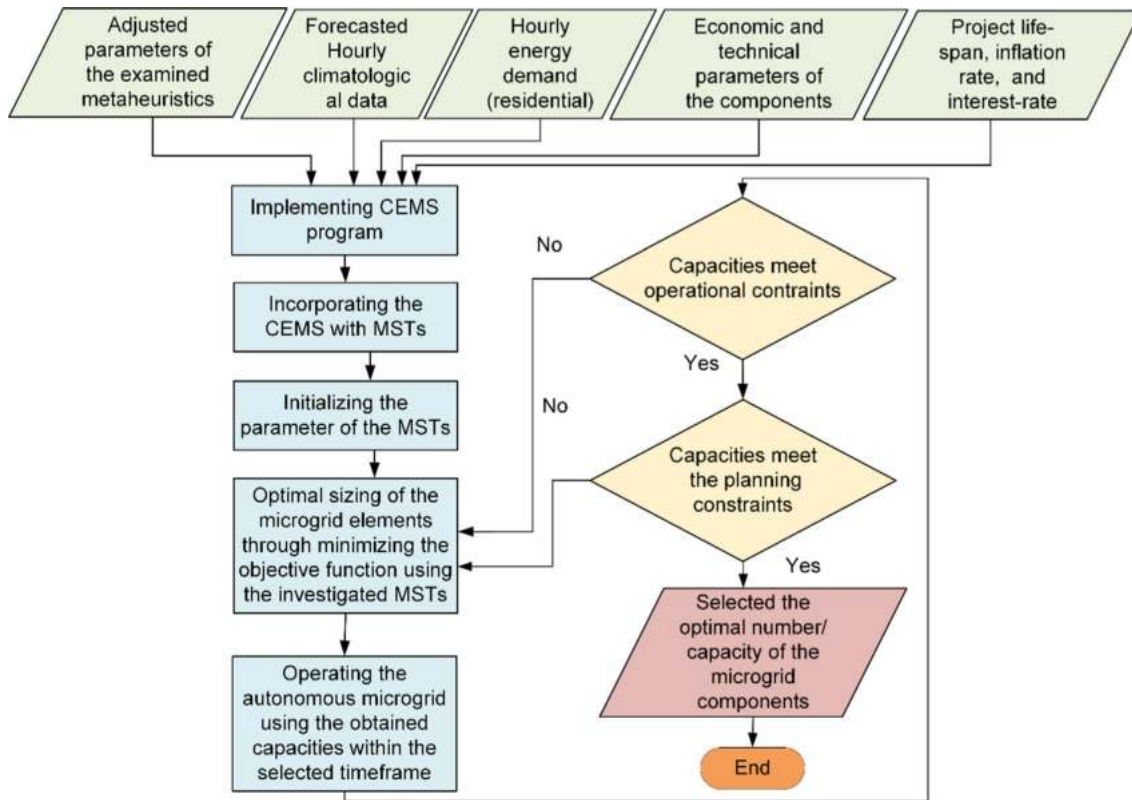 Adjusted
parameters of
the examined
metaheuristics
Forecasted
Hourly
climatologic
al data
Hourly
energy
demand
(residential)
Economic and
technical
parameters of
the components
Project life-
span, inflation
rate, and
interest-rate
Implementing CEMS
program
Incorporating the
CEMS with MSTs
Initializing the
parameter of the MSTs
Optimal sizing of the
microgrid elements
through minimizing the
objective function using
the investigated MSTs
Operating the
autonomous microgrid
using the obtained
capacities within the
selected timeframe
No
Capacities meet
operational contraints
Yes
No
Capacities meet
the planning
constraints
Yes
Selected the
optimal number/
capacity of the
microgrid
components
End